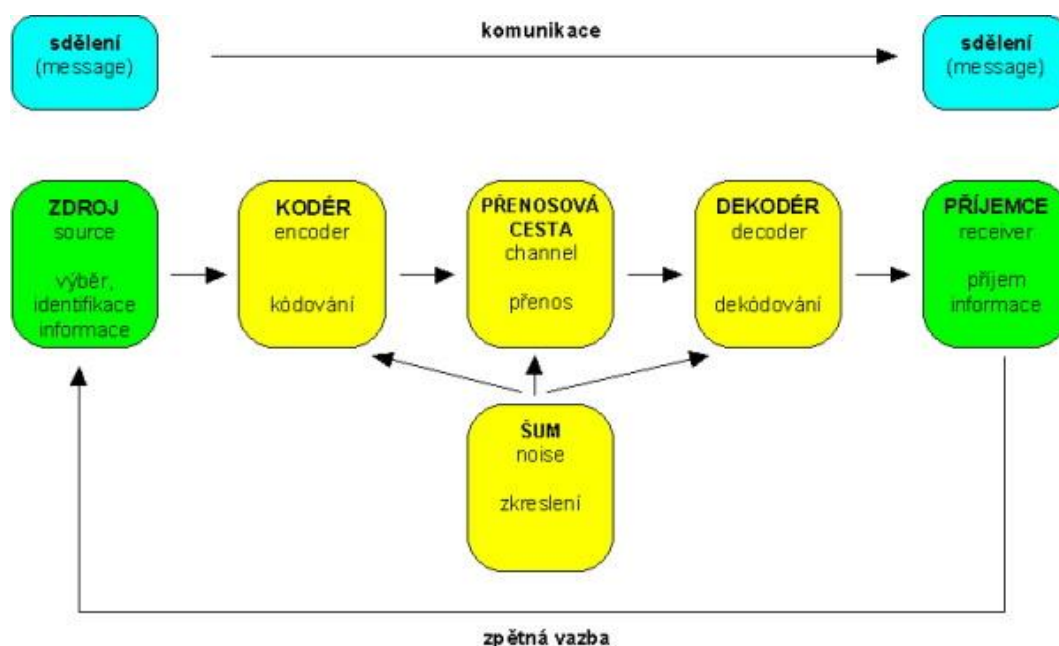 komunikace
sdělení
(message)
sdělení
(message)
ZDROJ
source
výběr,
identifikace
informace
KODÉR
encoder
kódování
PŘENOSOVÁ
CESTA
channel
přenos
DEKODÉR
decoder
dekódování
PŘÍJEMCE
receiver
příjem
informace
ŠUM
noise
zkreslení
zpětná vazba